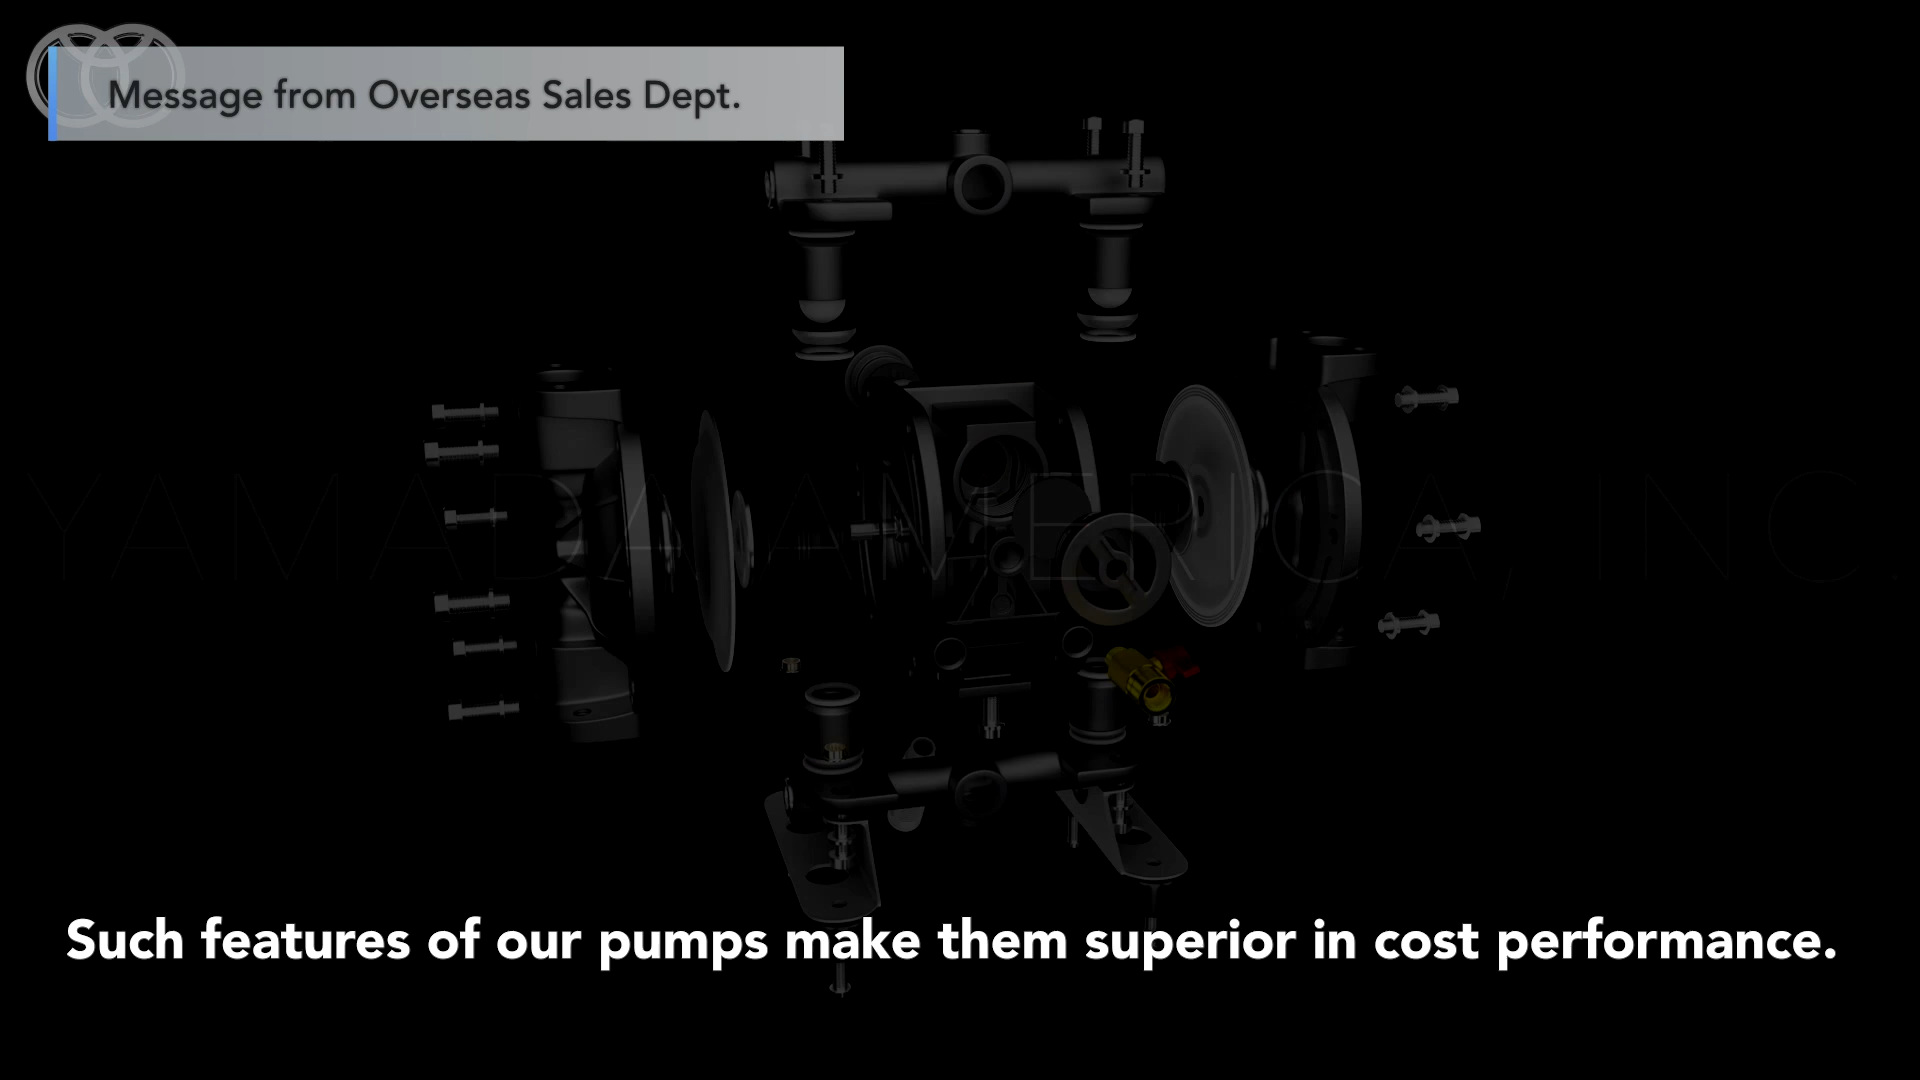 Message from Overseas Sales Dept.
YAMADA AMERICA, INC.
Such features of our pumps make them superior in cost performance.